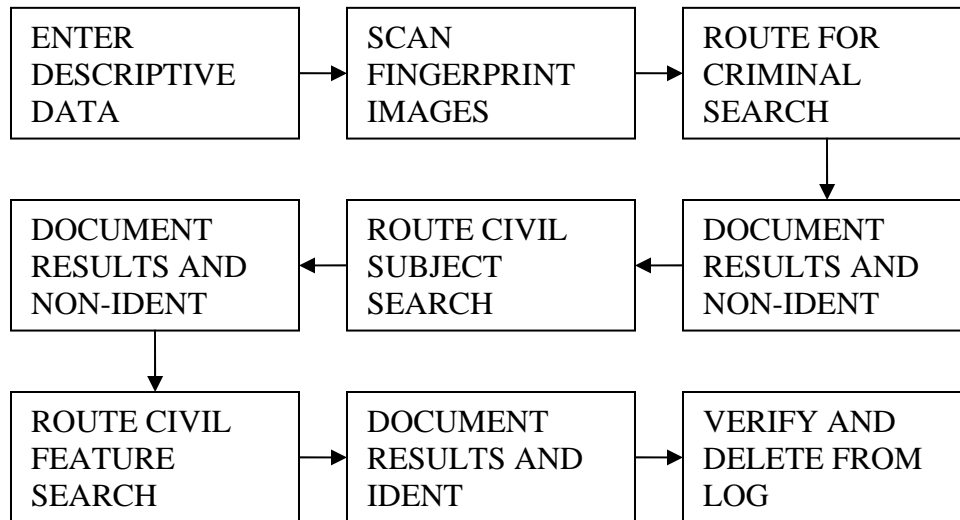 ENTER
DESCRIPTIVE
DATA
SCAN
FINGERPRINT
IMAGES
ROUTE FOR
CRIMINAL
SEARCH
DOCUMENT
RESULTS AND
NON-IDENT
ROUTE CIVIL
SUBJECT
SEARCH
DOCUMENT
RESULTS AND
NON-IDENT
ROUTE CIVIL
FEATURE
SEARCH
DOCUMENT
RESULTS AND
IDENT
VERIFY AND
DELETE FROM
LOG